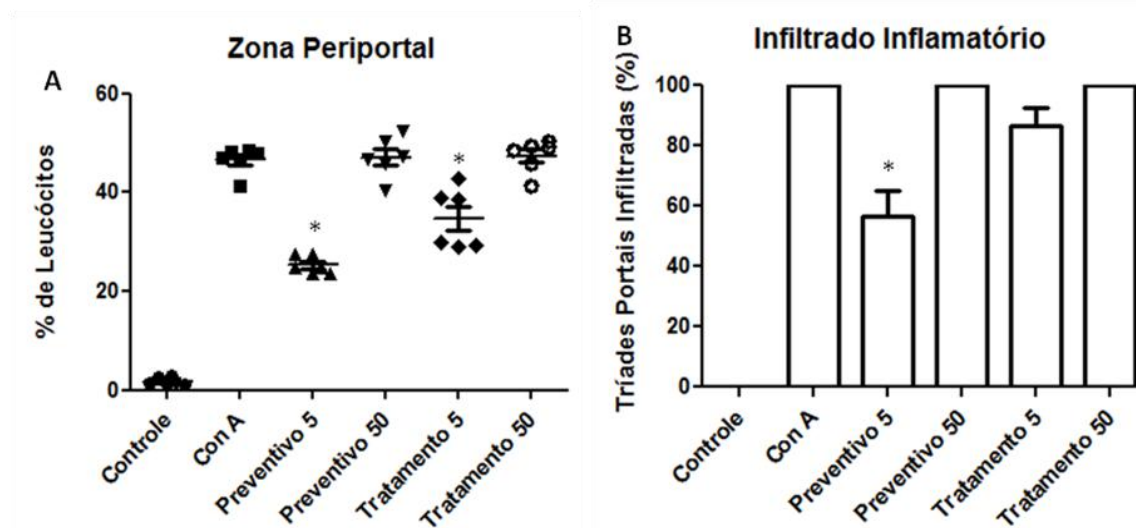 A
Zona Periportal
% de Leucócitos
60
40
20
0
*
*
Controle
Con A
Preventivo 5
Preventivo 50
Tratamento 5
Tratamento 50
B
Infiltrado Inflamatório
Tríades Portais Infiltradas (%)
100
80
60
40
20
0
*
Controle
Con A
Preventivo 5
Preventivo 50
Tratamento 5
Tratamento 50